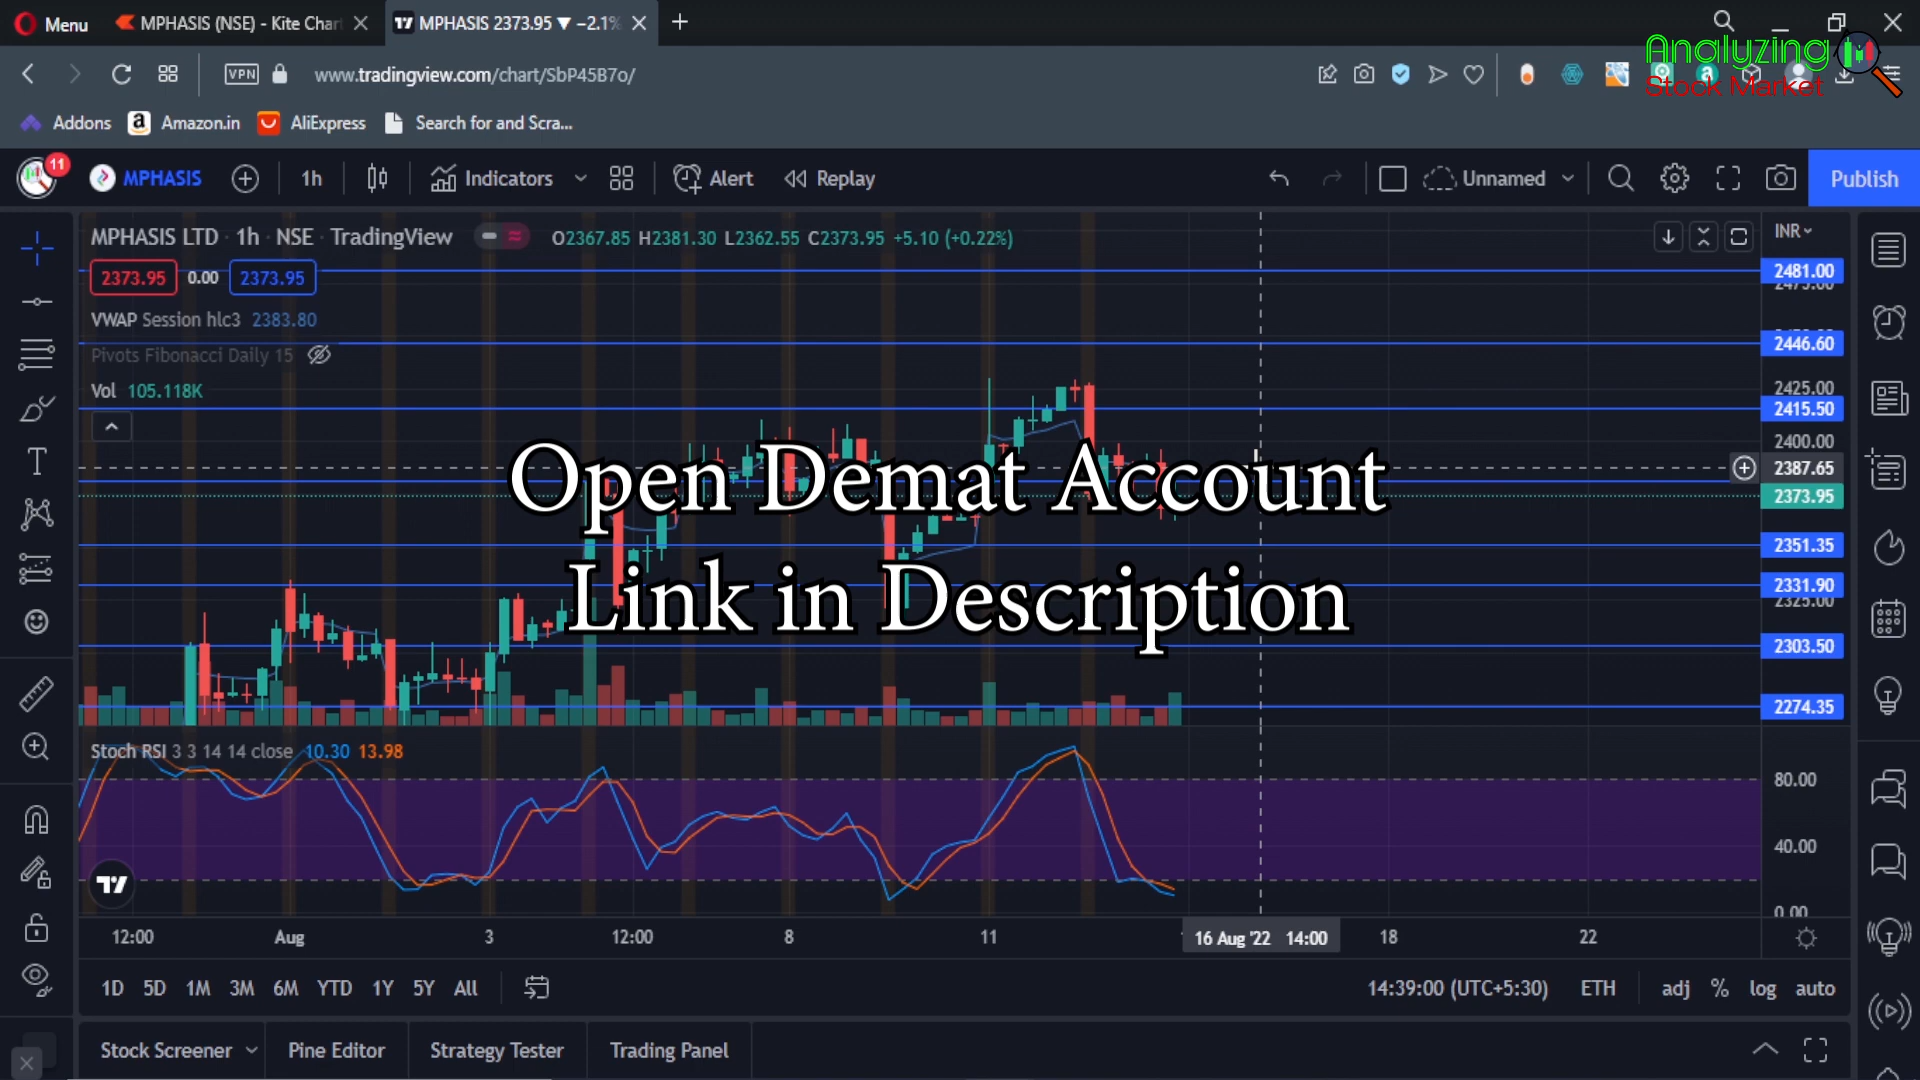 Menu
MPHASIS (NSE) - Kite Char
MPHASIS 2373.95 ▼ −2.1%
Analyzing
Stock Market
VPN
www.tradingview.com/chart/SbP45B7o/
Addons
Amazon.in
AliExpress
Search for and Scra...
11
MPHASIS
1h
Indicators
Alert
Replay
Unnamed
Publish
MPHASIS LTD · 1h · NSE · TradingView
O2367.85 H2381.30 L2362.55 C2373.95 +5.10 (+0.22%)
INR
2373.95
0.00
2373.95
VWAP Session hlc3 2383.80
Pivots Fibonacci Daily 15
Vol 105.118K
2481.00
2446.60
2425.00
2415.50
2400.00
2387.65
2373.95
2351.35
2331.90
2325.00
2303.50
2274.35
Open Demat Account
Link in Description
Stoch RSI 3 3 14 14 close 10.30 13.98
80.00
40.00
0.00
12:00
Aug
3
12:00
8
11
16 Aug '22 14:00
18
22
1D 5D 1M 3M 6M YTD 1Y 5Y All
14:39:00 (UTC+5:30)
ETH
adj % log auto
Stock Screener
Pine Editor
Strategy Tester
Trading Panel